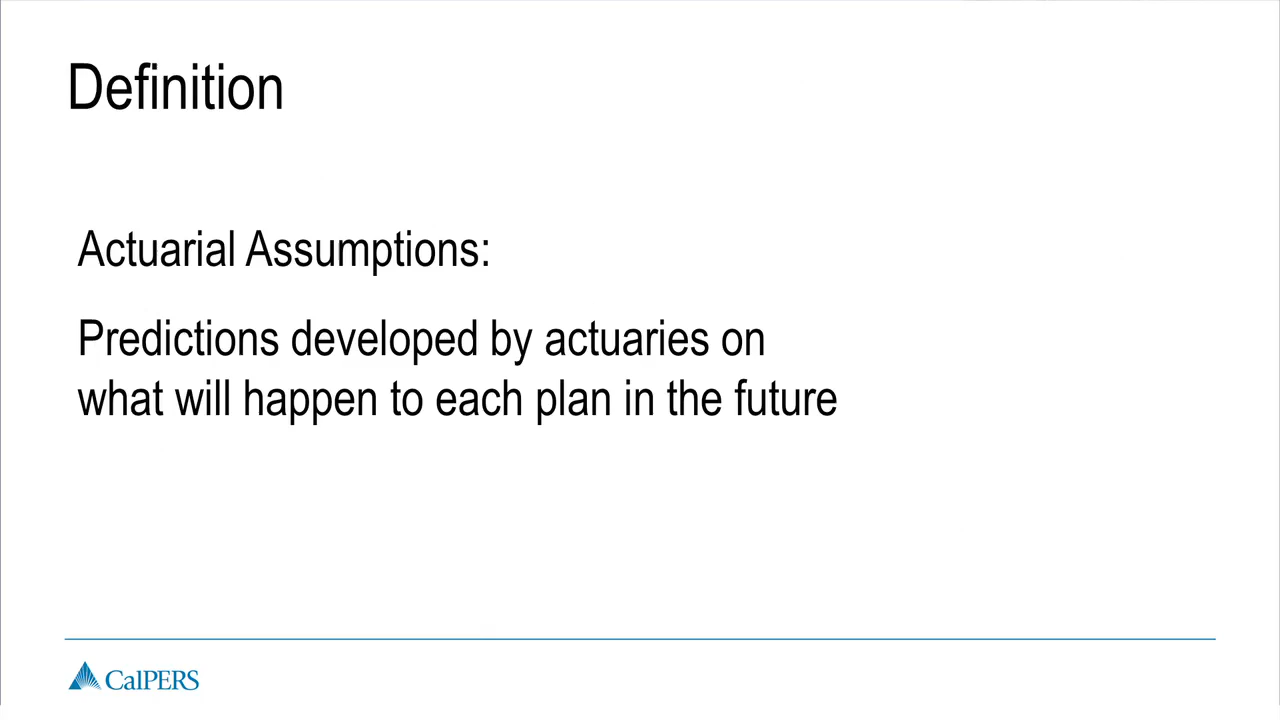 Definition
Actuarial Assumptions:
Predictions developed by actuaries on
what will happen to each plan in the future
CalPERS